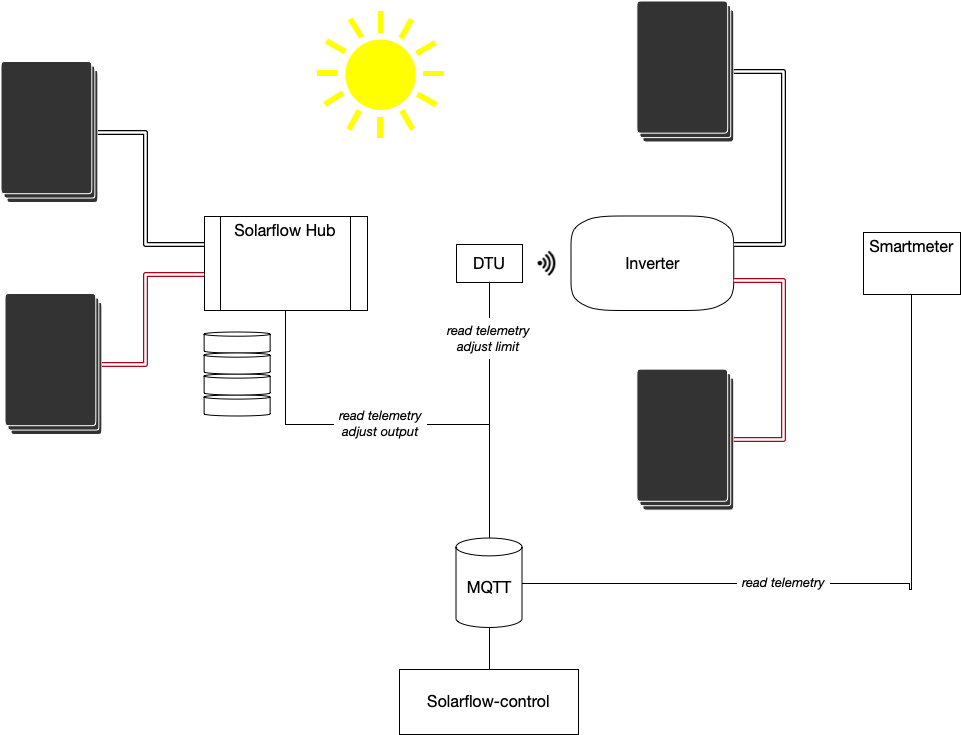 Solarflow Hub
DTU
Inverter
Smartmeter
read telemetry
adjust limit
read telemetry
adjust output
MQTT
read telemetry
Solarflow-control